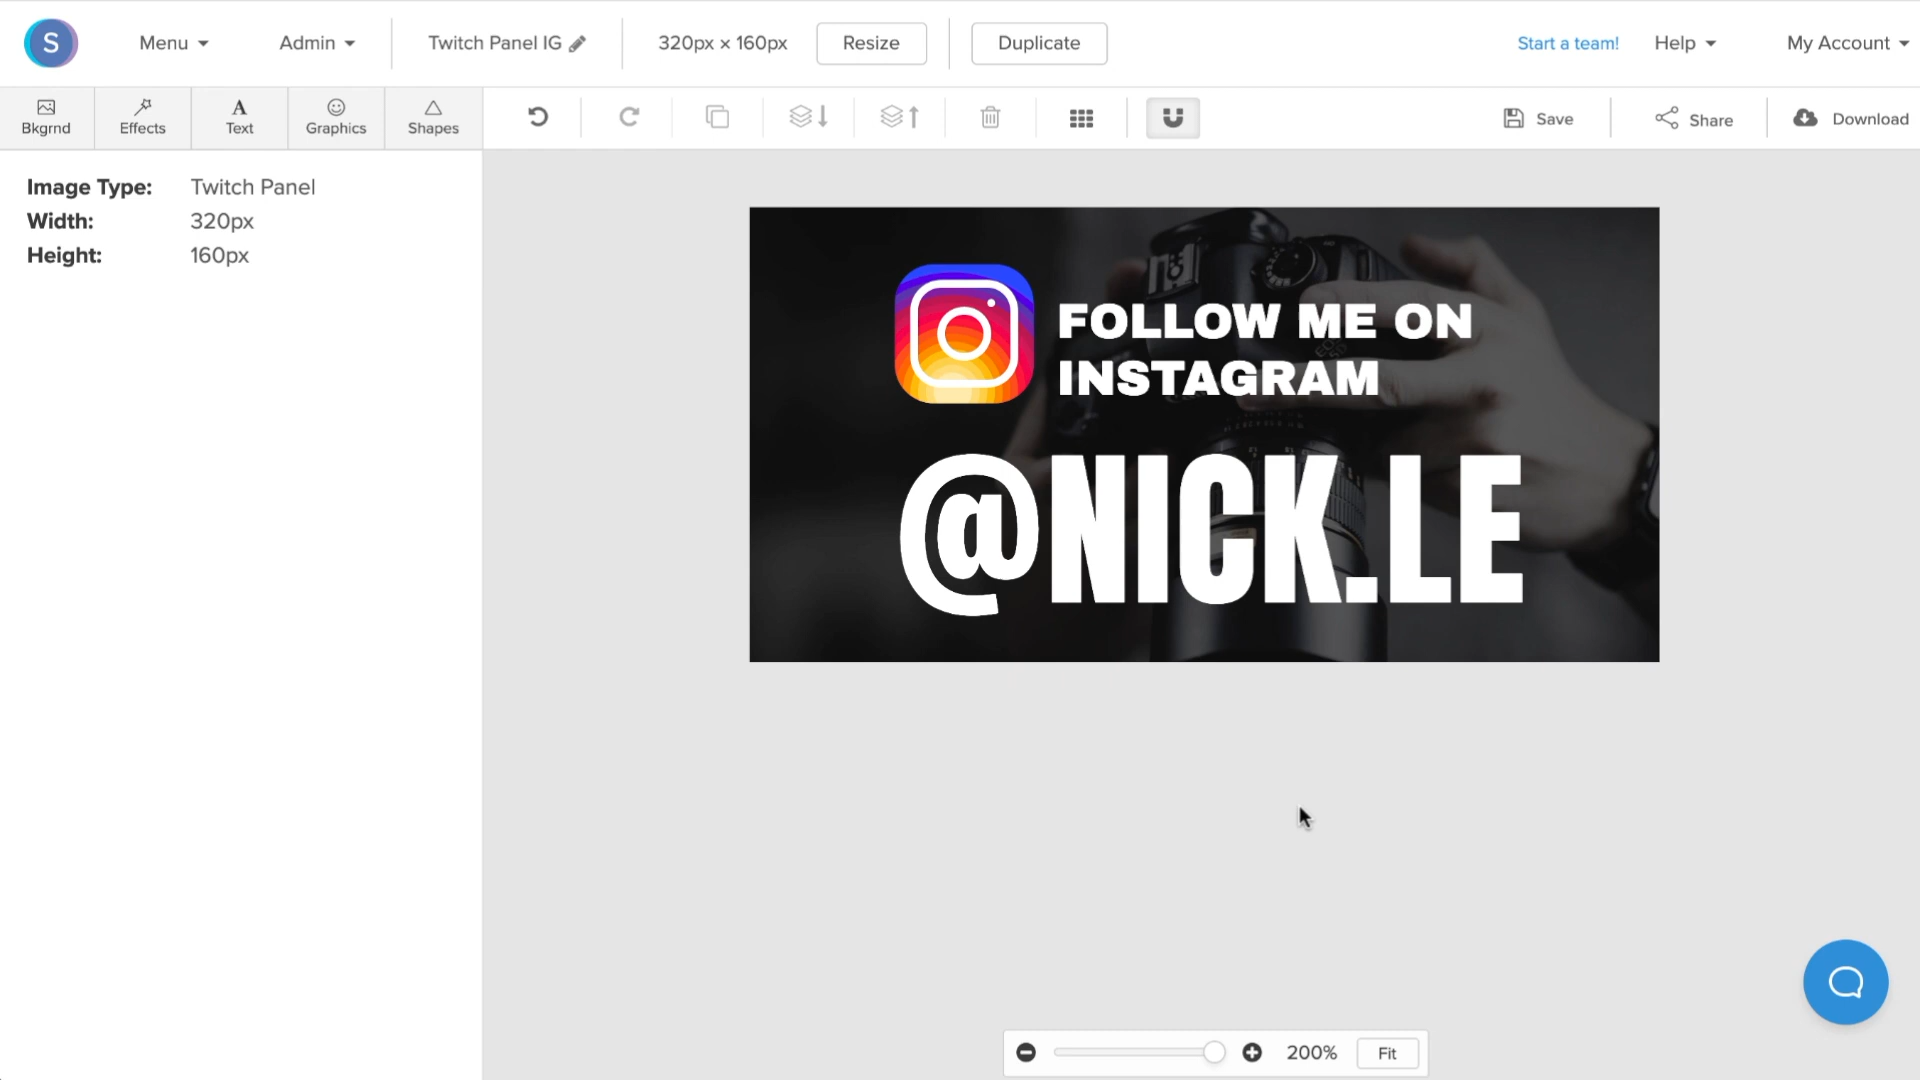 S
Menu
Admin
Twitch Panel IG
320px × 160px
Resize
Duplicate
Start a team!
Help
My Account
Bkgrnd
Effects
Text
Graphics
Shapes
Save
Share
Download
Image Type: Twitch Panel
Width: 320px
Height: 160px
FOLLOW ME ON
INSTAGRAM
@NICK.LE
200%
Fit